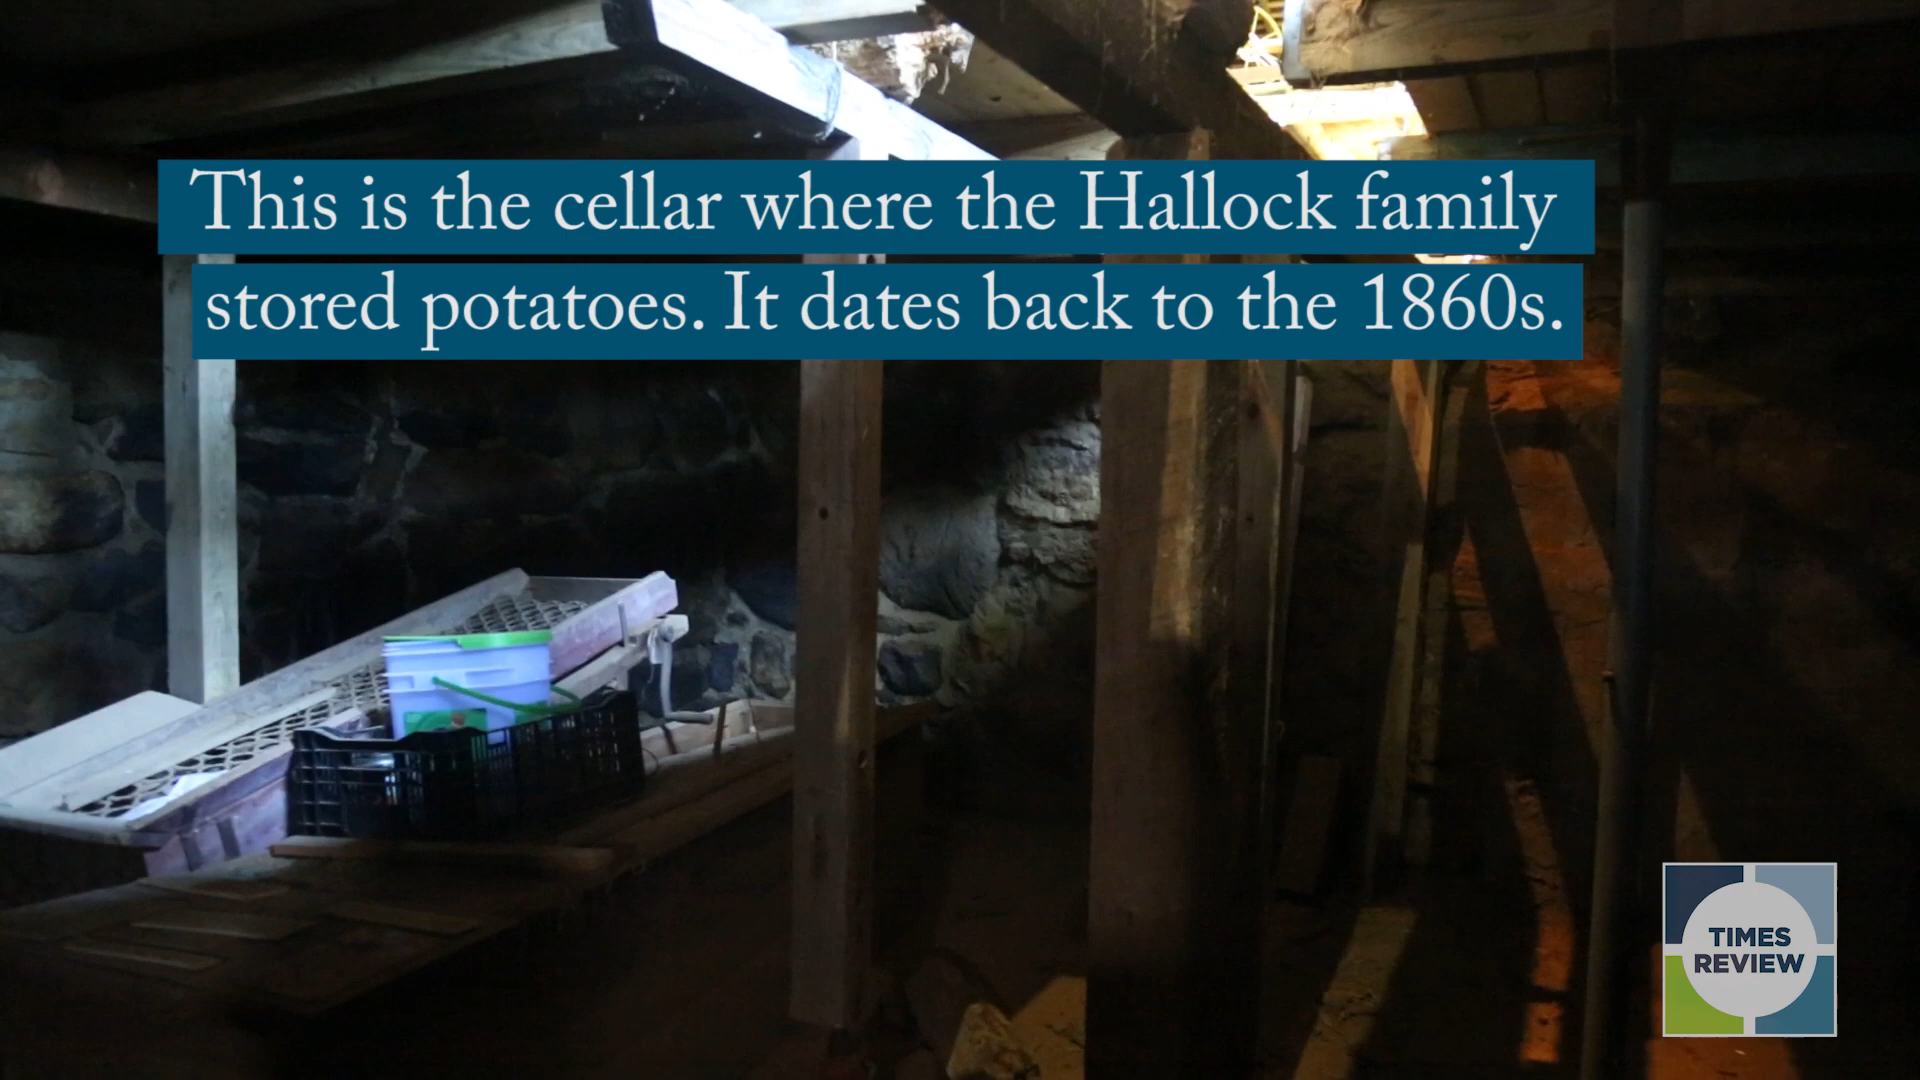 This is the cellar where the Hallock family
stored potatoes. It dates back to the 1860s.
TIMES
REVIEW